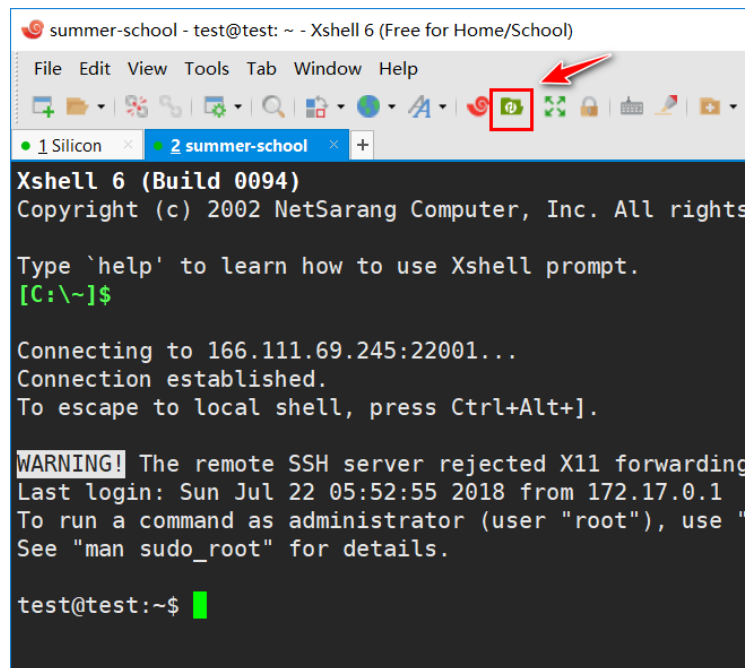 summer-school - test@test: ~ - Xshell 6 (Free for Home/School)
File Edit View Tools Tab Window Help
1 Silicon × 2 summer-school × +
Xshell 6 (Build 0094)
Copyright (c) 2002 NetSarang Computer, Inc. All rights
Type `help' to learn how to use Xshell prompt.
[C:\~]$
Connecting to 166.111.69.245:22001...
Connection established.
To escape to local shell, press Ctrl+Alt+].
WARNING! The remote SSH server rejected X11 forwarding
Last login: Sun Jul 22 05:52:55 2018 from 172.17.0.1
To run a command as administrator (user "root"), use "
See "man sudo_root" for details.
test@test:~$